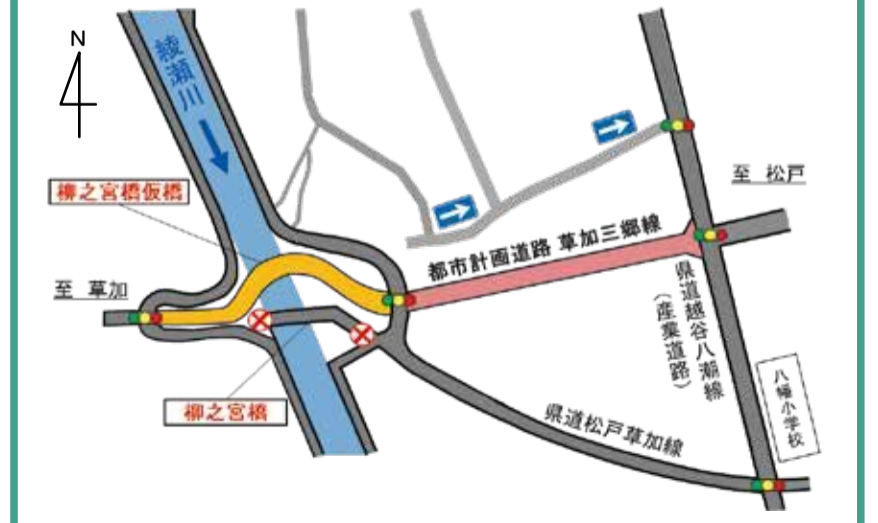 N
綾瀬川
柳之宮橋仮橋
至 松戸
都市計画道路 草加三郷線
至 草加
県道越谷八潮線
(産業道路)
柳之宮橋
八幡小学校
県道松戸草加線